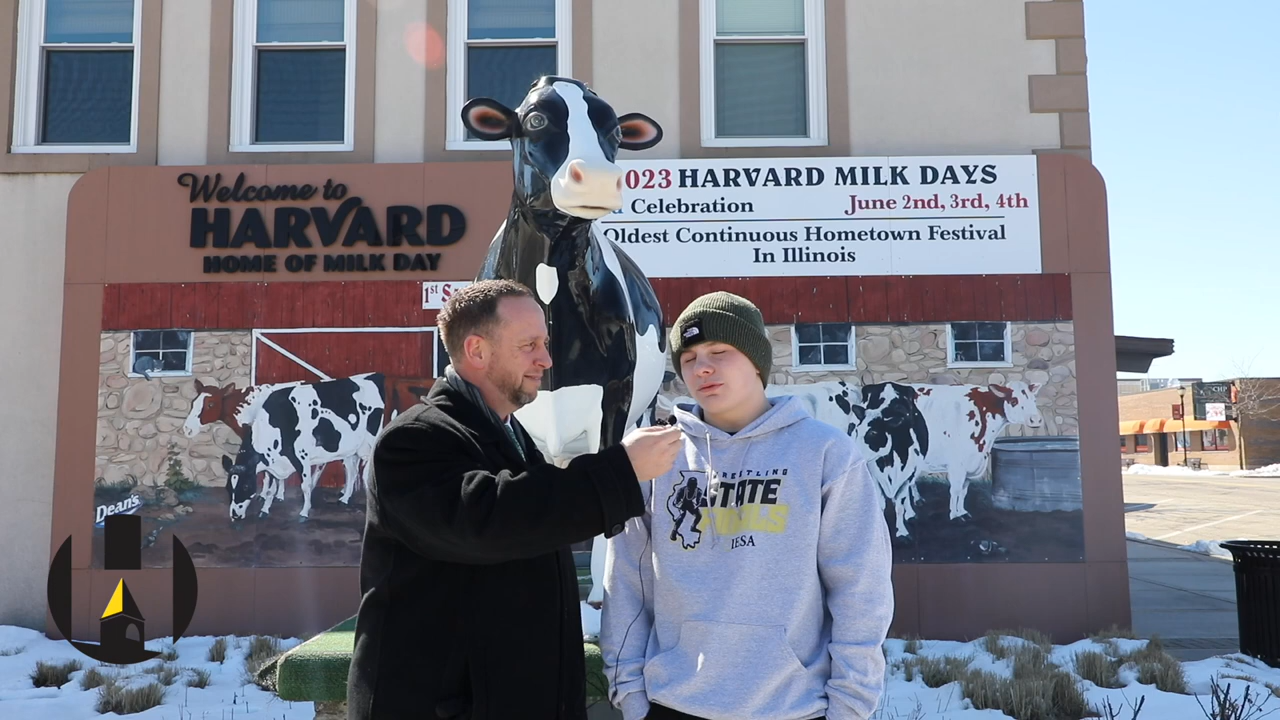 Welcome to
HARVARD
HOME OF MILK DAY
023 HARVARD MILK DAYS
Celebration June 2nd, 3rd, 4th
Oldest Continuous Hometown Festival
In Illinois
1st
Dean's
STATE
IESA